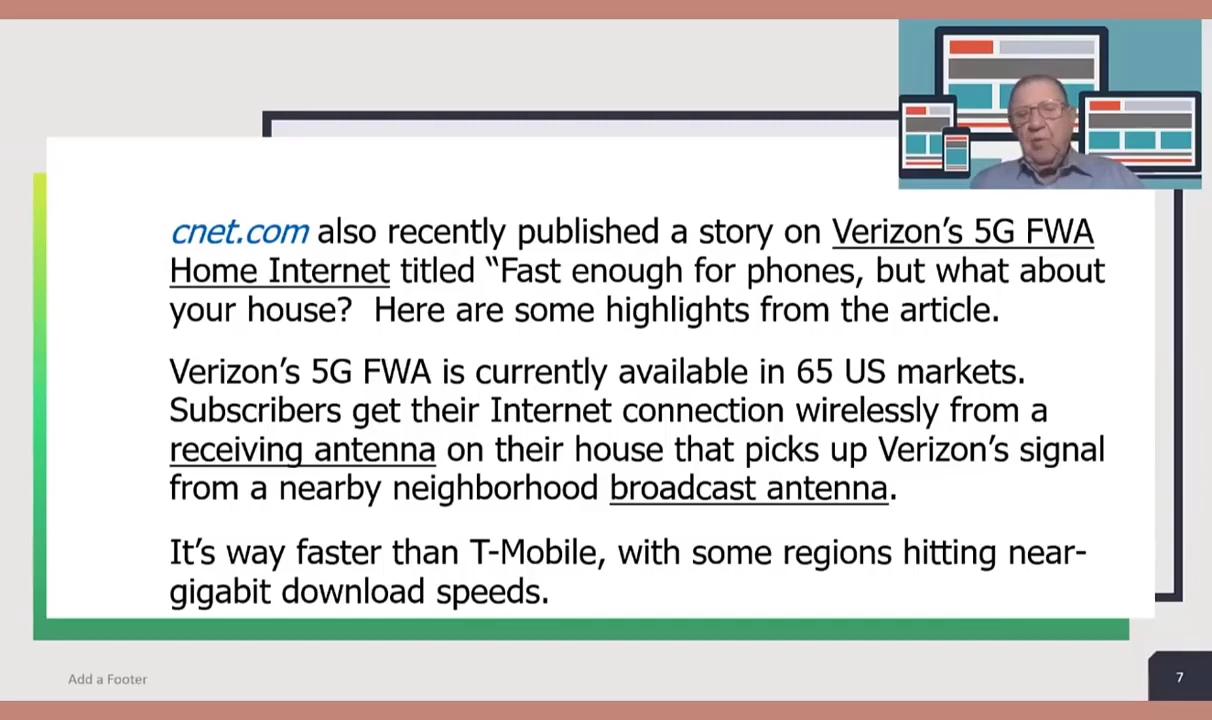 cnet.com also recently published a story on Verizon’s 5G FWA
Home Internet titled “Fast enough for phones, but what about
your house?  Here are some highlights from the article.
Verizon’s 5G FWA is currently available in 65 US markets.
Subscribers get their Internet connection wirelessly from a
receiving antenna on their house that picks up Verizon’s signal
from a nearby neighborhood broadcast antenna.
It’s way faster than T-Mobile, with some regions hitting near-
gigabit download speeds.
Add a Footer
7